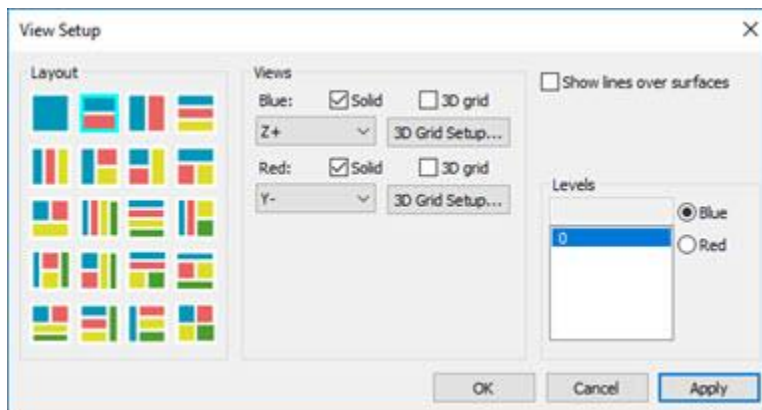 View Setup
Layout
Views
Blue:
Solid
3D grid
Z+
3D Grid Setup...
Red:
Solid
3D grid
Y-
3D Grid Setup...
Show lines over surfaces
Levels
Blue
0
Red
OK
Cancel
Apply